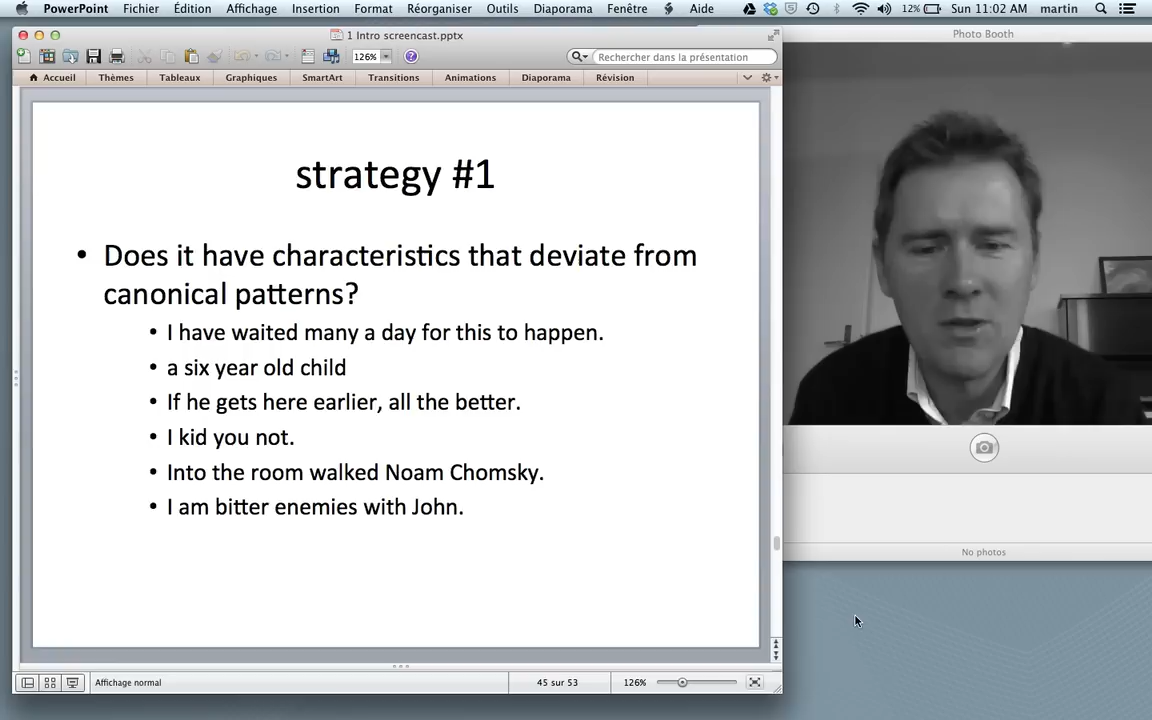 PowerPoint Fichier Édition Affichage Insertion Format Réorganiser Outils Diaporama Fenêtre Aide 12% Sun 11:02 AM martin
1 Intro screencast.pptx
Photo Booth
126% Rechercher dans la présentation
Accueil Thèmes Tableaux Graphiques SmartArt Transitions Animations Diaporama Révision
strategy #1
• Does it have characteristics that deviate from
canonical patterns?
• I have waited many a day for this to happen.
• a six year old child
• If he gets here earlier, all the better.
• I kid you not.
• Into the room walked Noam Chomsky.
• I am bitter enemies with John.
No photos
Affichage normal 45 sur 53 126%